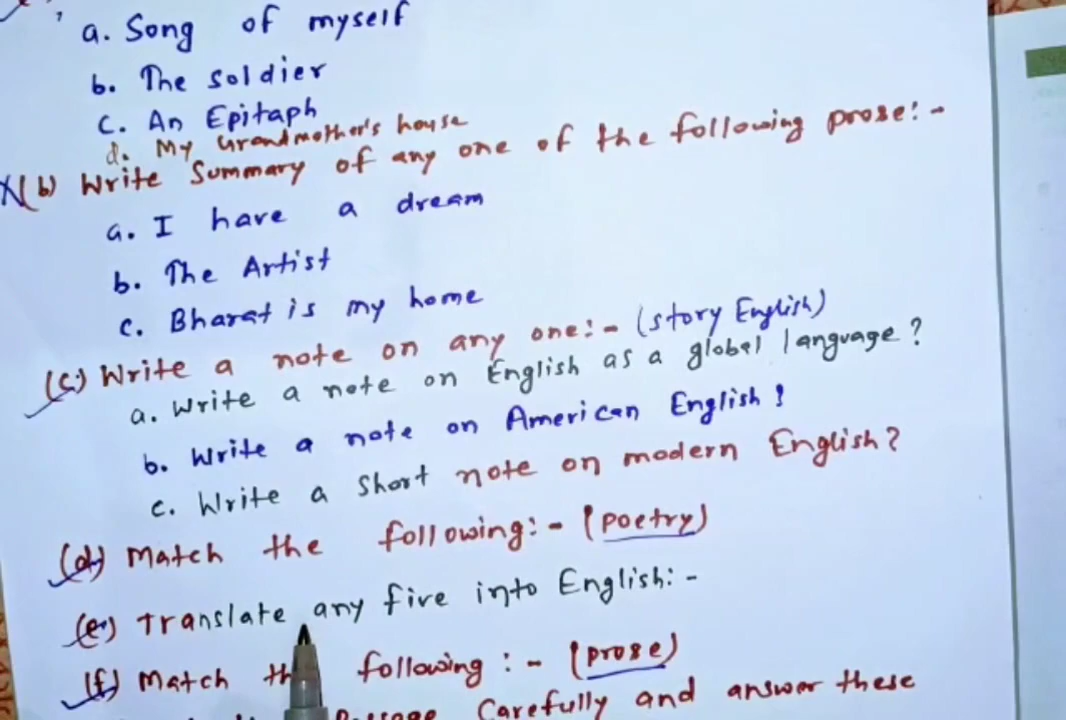 a. Song of myself
b. The soldier
c. An Epitaph
d. My Grandmother's house
(b) Write Summary of any one of the following prose:-
a. I have a dream
b. The Artist
c. Bharat is my home
(c) Write a note on any one:- (story English)
a. Write a note on English as a global language?
b. Write a note on American English ?
c. Write a Short note on modern English?
(d) Match the following:- (poetry)
(e) Translate any five into English:-
(f) Match the following :- (prose)
Passage Carefully and answer these